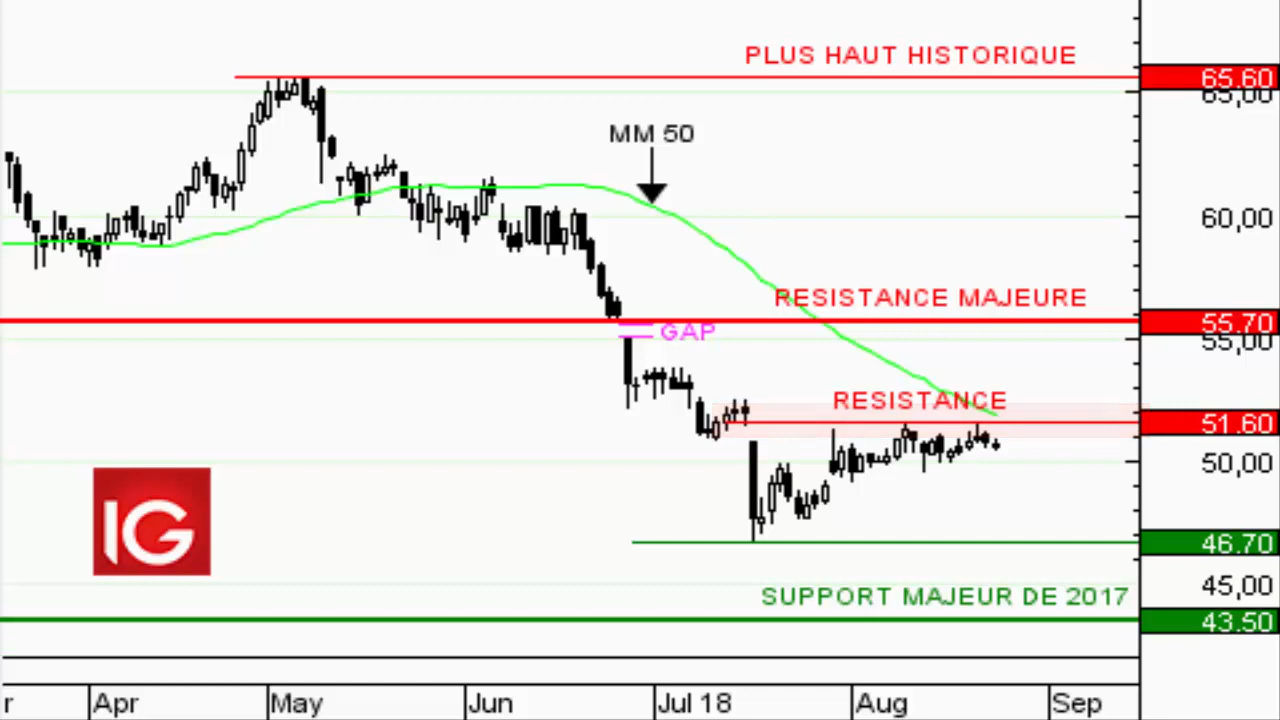 PLUS HAUT HISTORIQUE
65.60
65,00
MM 50
60,00
RESISTANCE MAJEURE
55.70
GAP
55,00
RESISTANCE
51.60
50,00
IG
46.70
45,00
SUPPORT MAJEUR DE 2017
43.50
r Apr May Jun Jul 18 Aug Sep